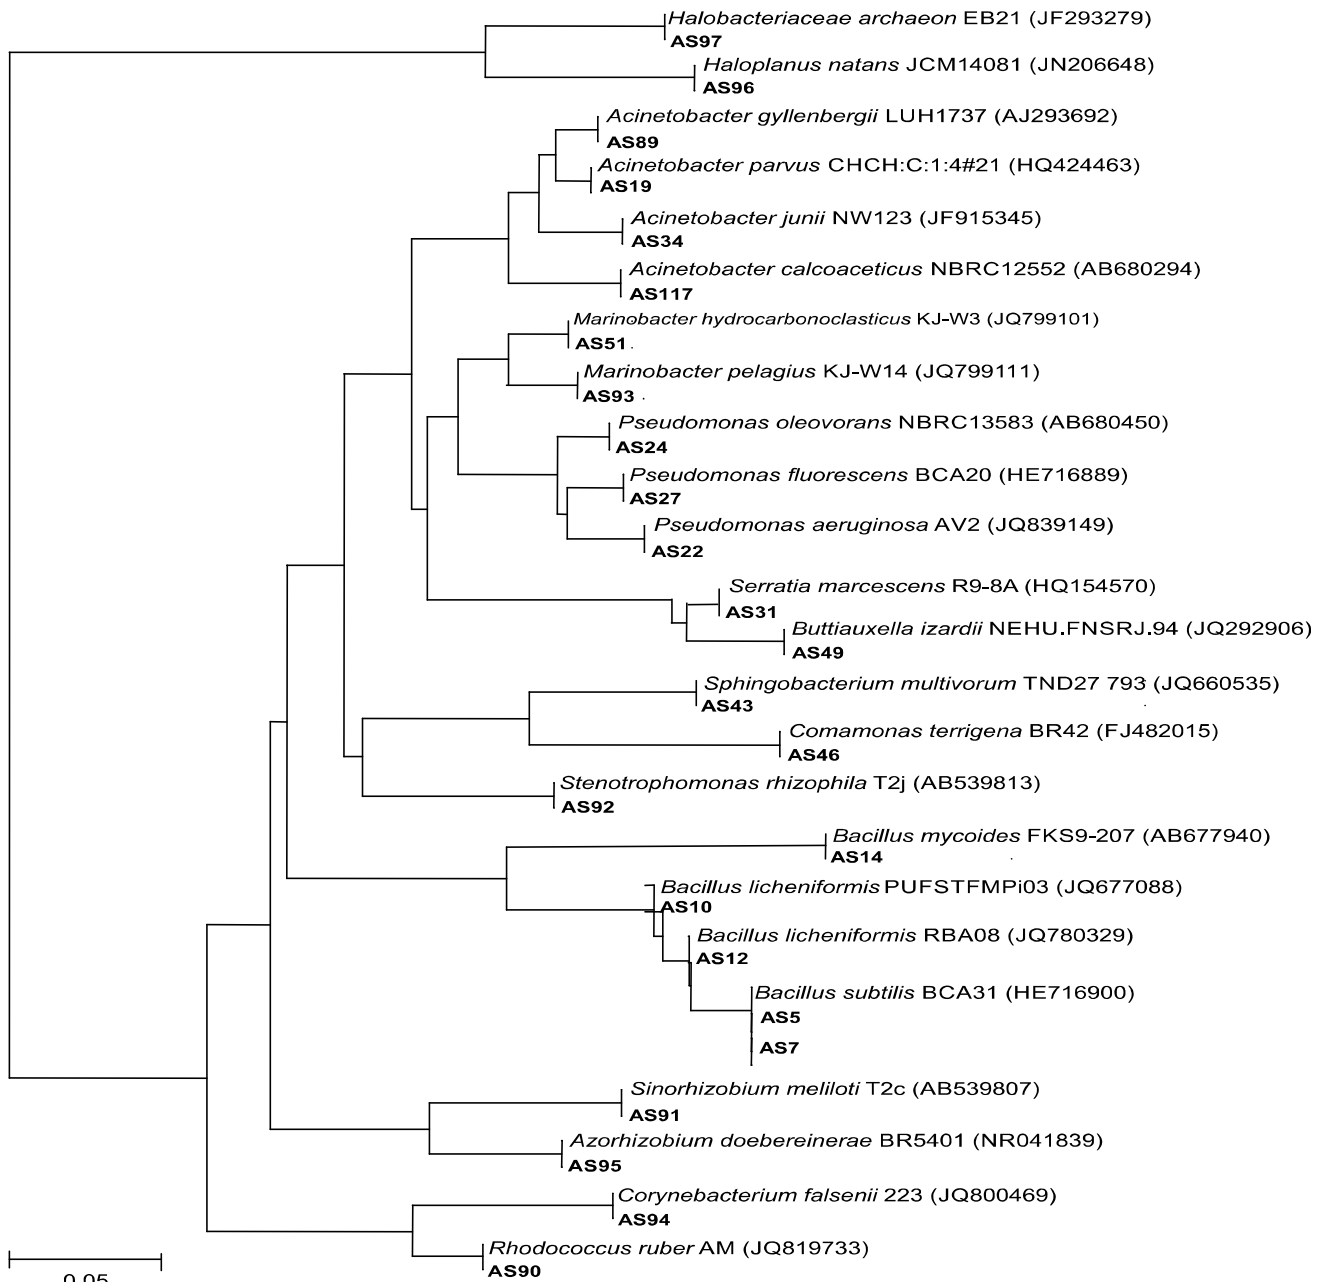 Halobacteriaceae archaeon EB21 (JF293279)
AS97
Haloplanus natans JCM14081 (JN206648)
AS96
Acinetobacter gyllenbergii LUH1737 (AJ293692)
AS89
Acinetobacter parvus CHCH:C:1:4#21 (HQ424463)
AS19
Acinetobacter junii NW123 (JF915345)
AS34
Acinetobacter calcoaceticus NBRC12552 (AB680294)
AS117
Marinobacter hydrocarbonoclasticus KJ-W3 (JQ799101)
AS51
Marinobacter pelagius KJ-W14 (JQ799111)
AS93
Pseudomonas oleovorans NBRC13583 (AB680450)
AS24
Pseudomonas fluorescens BCA20 (HE716889)
AS27
Pseudomonas aeruginosa AV2 (JQ839149)
AS22
Serratia marcescens R9-8A (HQ154570)
AS31
Buttiauxella izardii NEHU.FNSRJ.94 (JQ292906)
AS49
Sphingobacterium multivorum TND27 793 (JQ660535)
AS43
Comamonas terrigena BR42 (FJ482015)
AS46
Stenotrophomonas rhizophila T2j (AB539813)
AS92
Bacillus mycoides FKS9-207 (AB677940)
AS14
Bacillus licheniformis PUFSTFMPi03 (JQ677088)
AS10
Bacillus licheniformis RBA08 (JQ780329)
AS12
Bacillus subtilis BCA31 (HE716900)
AS5
AS7
Sinorhizobium meliloti T2c (AB539807)
AS91
Azorhizobium doebereinerae BR5401 (NR041839)
AS95
Corynebacterium falsenii 223 (JQ800469)
AS94
Rhodococcus ruber AM (JQ819733)
AS90
0.05